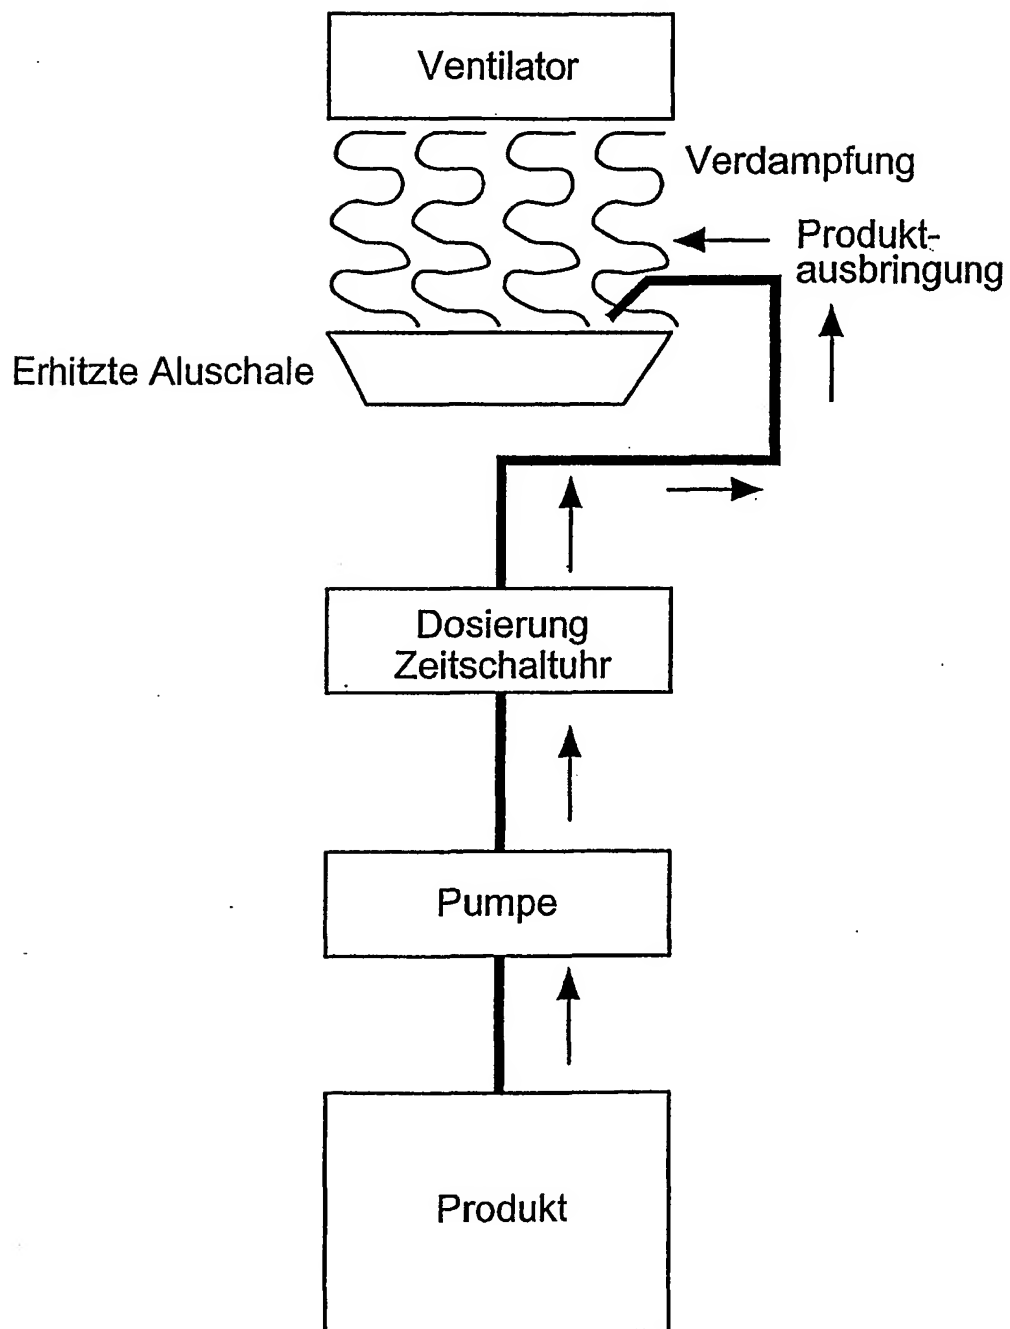 Ventilator
Verdampfung
Produkt-
ausbringung
Erhitzte Aluschale
Dosierung
Zeitschaltuhr
Pumpe
Produkt